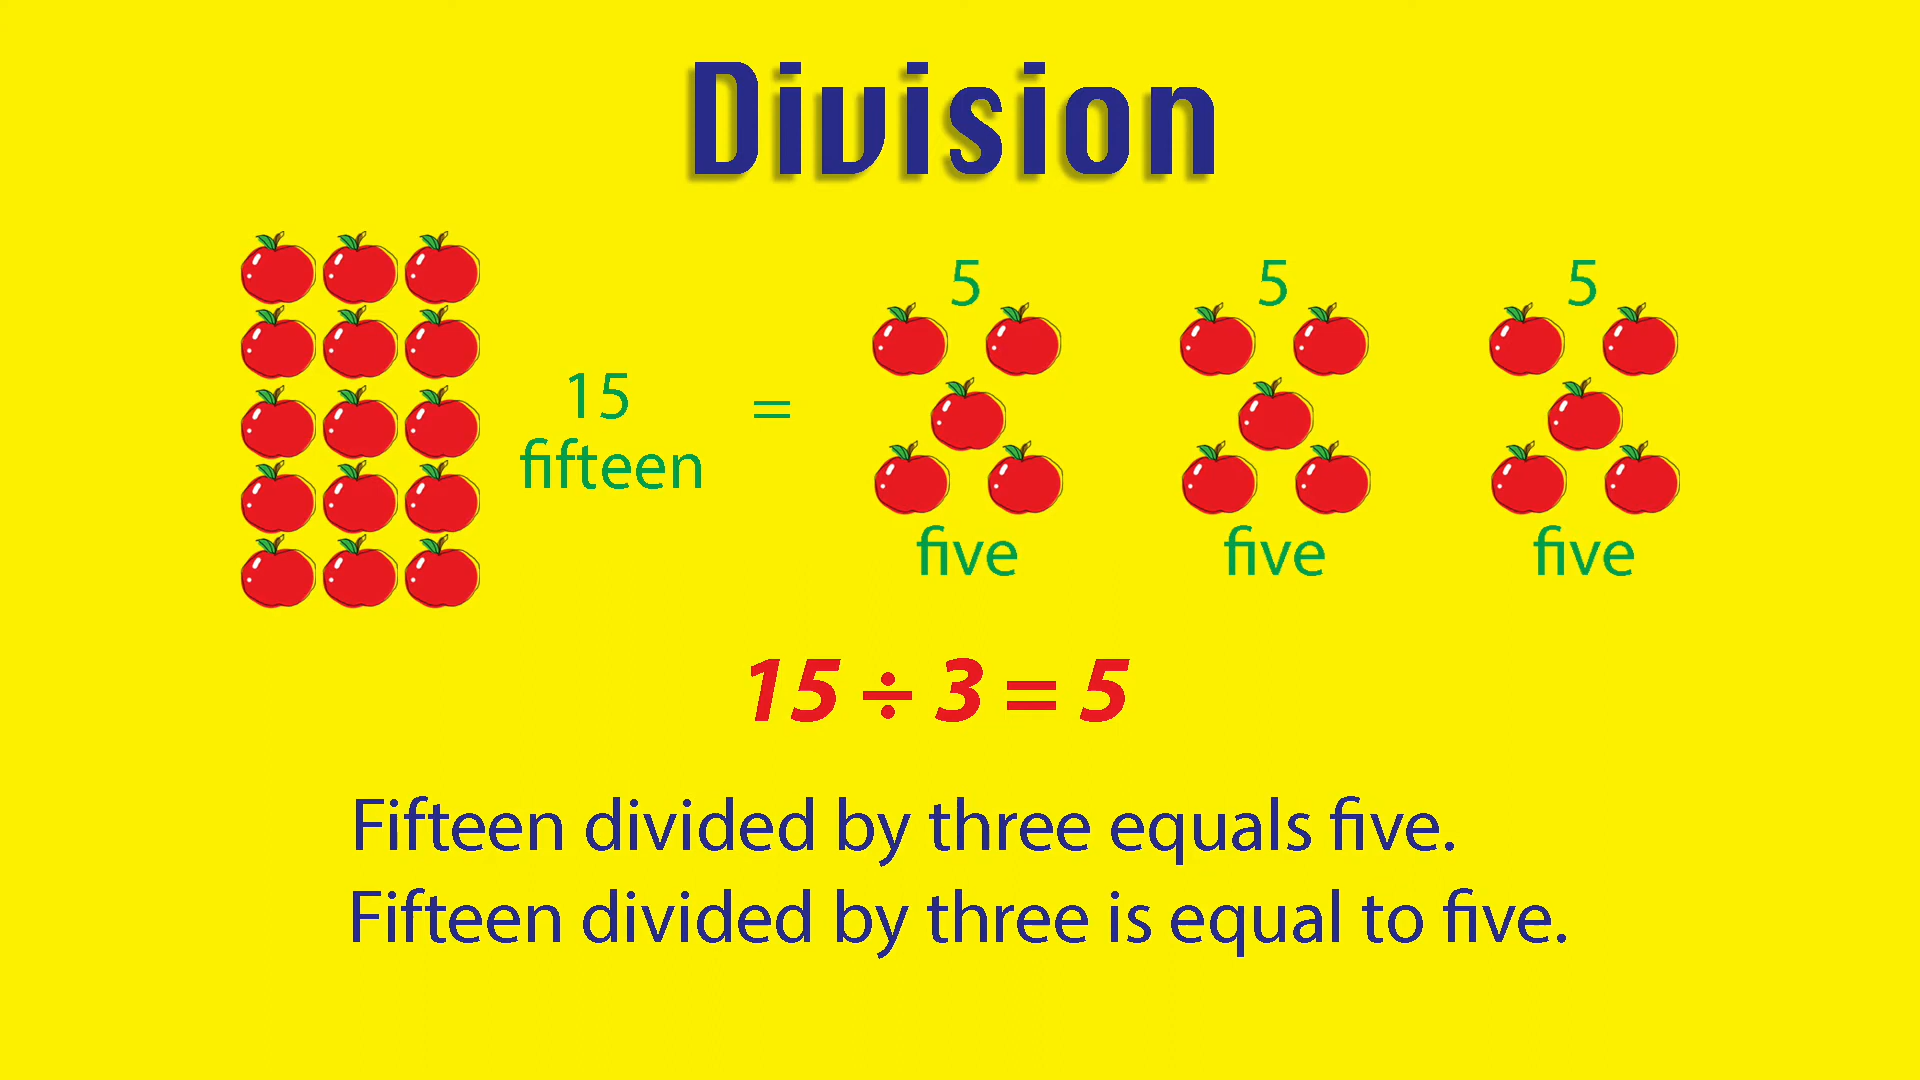 Division
5 5 5
15 =
fifteen
five five five
15 ÷ 3 = 5
Fifteen divided by three equals five.
Fifteen divided by three is equal to five.